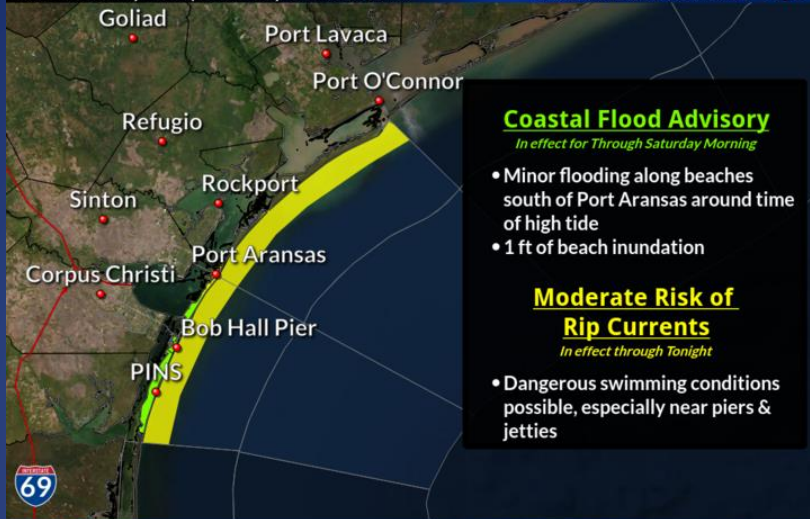 Goliad
Port Lavaca
Port O'Connor
Refugio
Rockport
Sinton
Port Aransas
Corpus Christi
Bob Hall Pier
PINS
INTERSTATE
69
Coastal Flood Advisory
In effect for Through Saturday Morning
• Minor flooding along beaches
south of Port Aransas around time
of high tide
• 1 ft of beach inundation
Moderate Risk of
Rip Currents
In effect through Tonight
• Dangerous swimming conditions
possible, especially near piers &
jetties